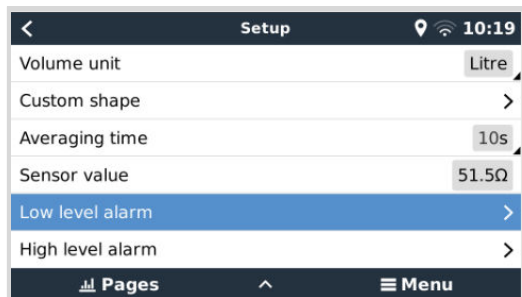 Setup 10:19
Volume unit Litre
Custom shape
Averaging time 10s
Sensor value 51.5Ω
Low level alarm
High level alarm
Pages Menu